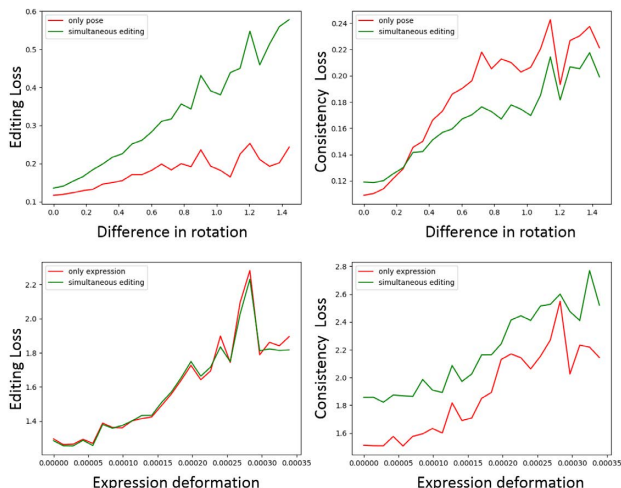 only pose
simultaneous editing
Editing Loss
0.6
0.5
0.4
0.3
0.2
0.1
0.0 0.2 0.4 0.6 0.8 1.0 1.2 1.4
Difference in rotation
only pose
simultaneous editing
Consistency Loss
0.24
0.22
0.20
0.18
0.16
0.14
0.12
0.0 0.2 0.4 0.6 0.8 1.0 1.2 1.4
Difference in rotation
only expression
simultaneous editing
Editing Loss
2.2
2.0
1.8
1.6
1.4
0.00000 0.00005 0.00010 0.00015 0.00020 0.00025 0.00030 0.00035
Expression deformation
only expression
simultaneous editing
Consistency Loss
2.8
2.6
2.4
2.2
2.0
1.8
1.6
0.00000 0.00005 0.00010 0.00015 0.00020 0.00025 0.00030 0.00035
Expression deformation